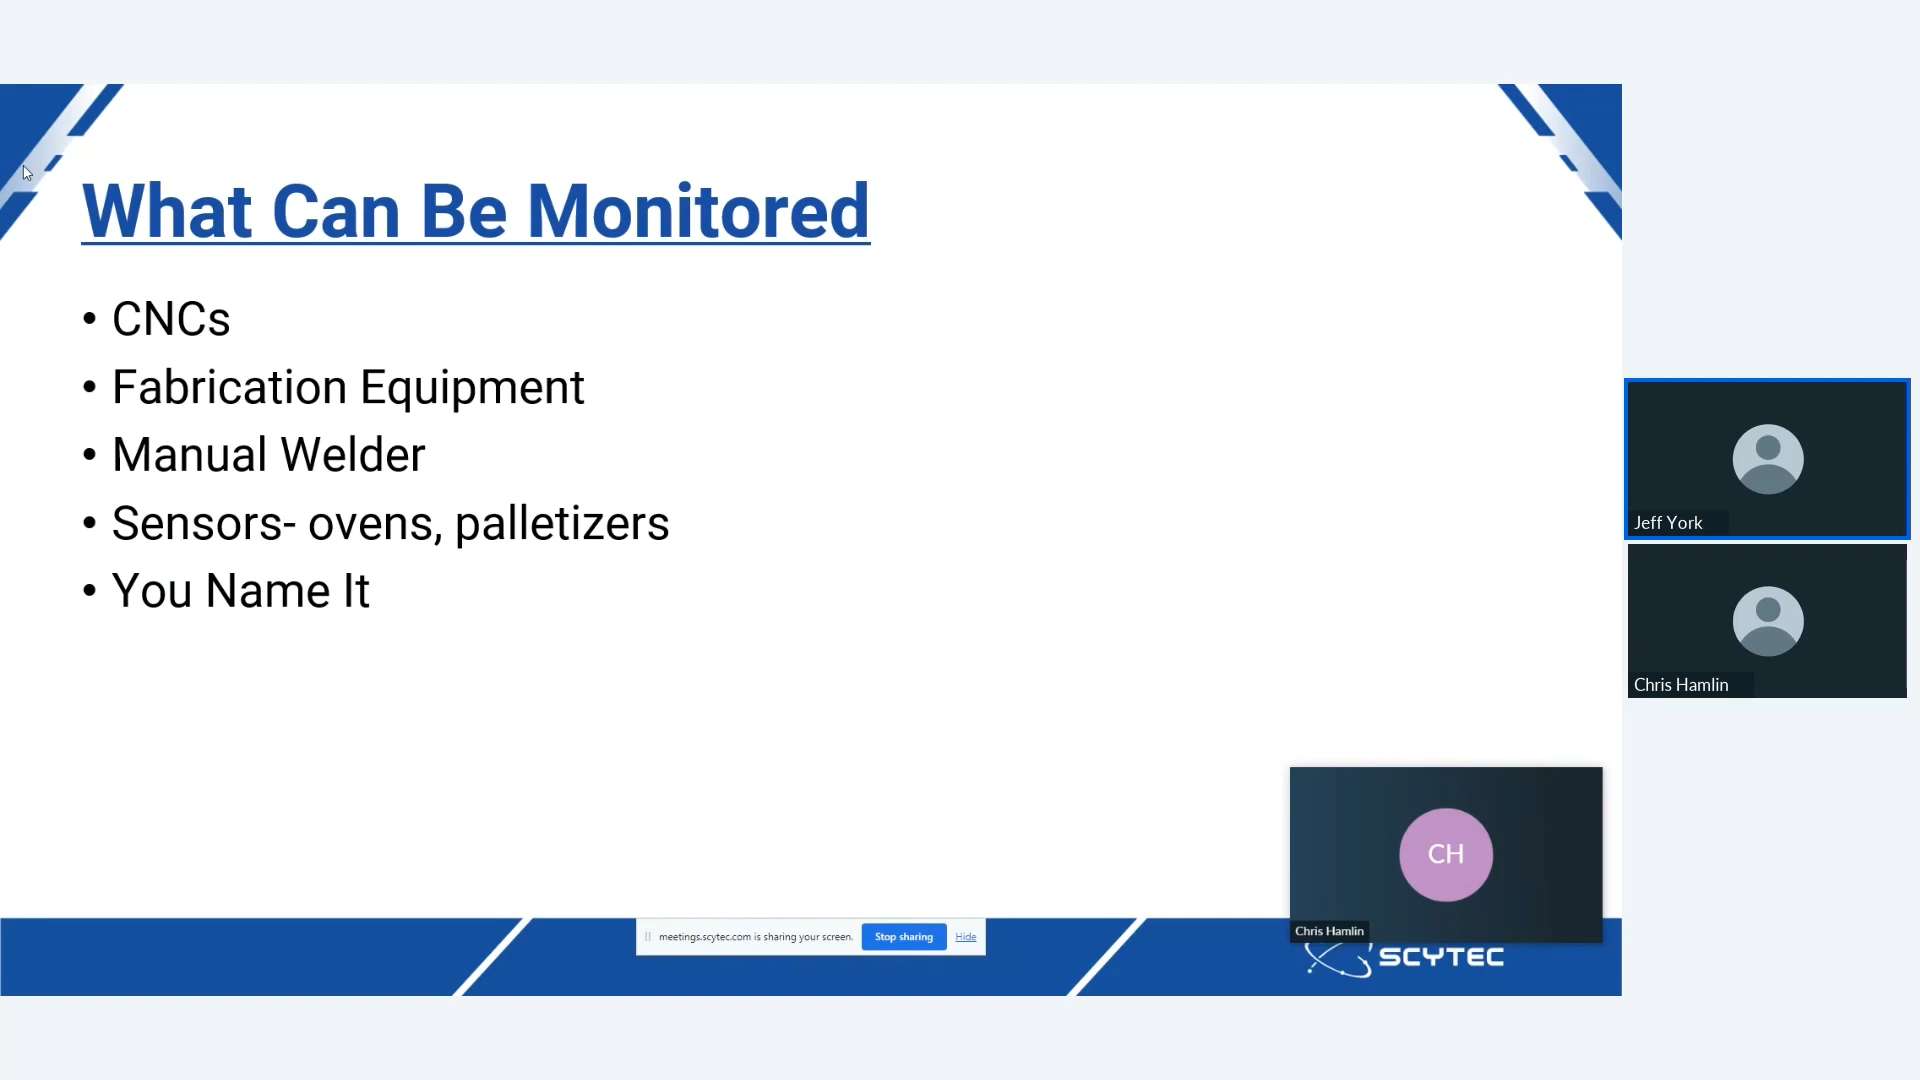 What Can Be Monitored
• CNCs
• Fabrication Equipment
• Manual Welder
• Sensors- ovens, palletizers
• You Name It
Jeff York
Chris Hamlin
CH
Chris Hamlin
meetings.scytec.com is sharing your screen. Stop sharing Hide
SCYTEC